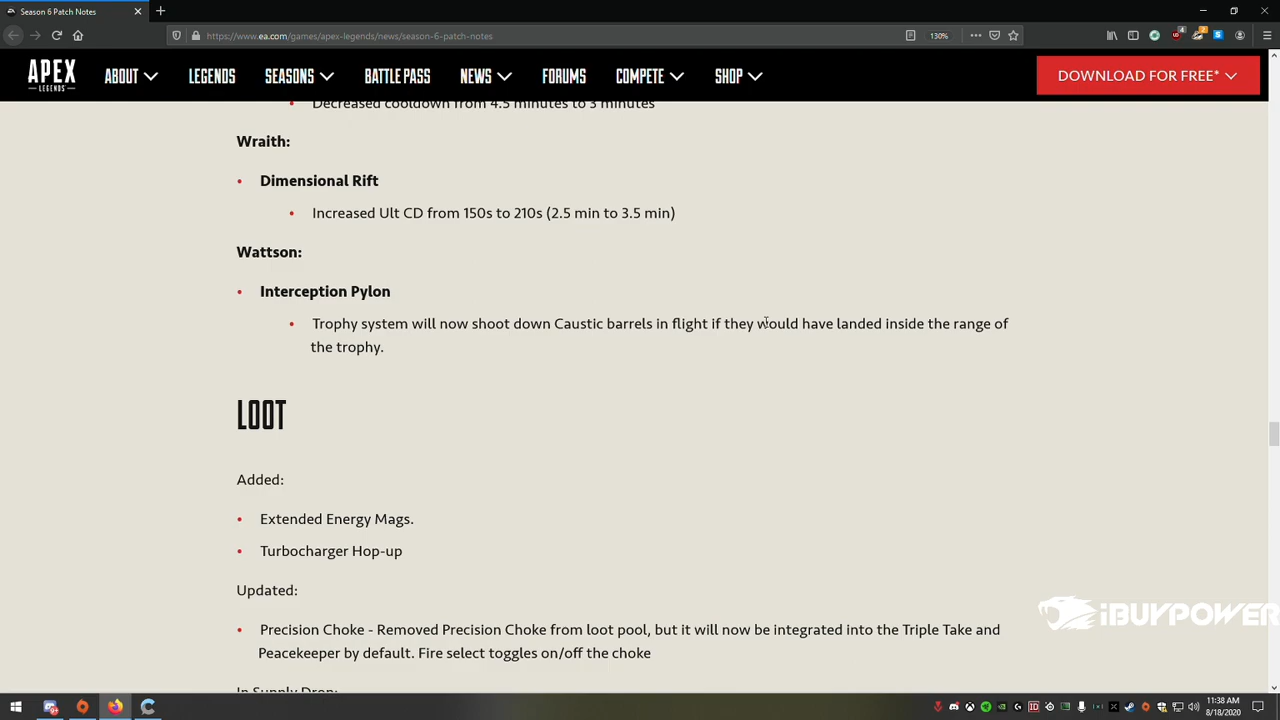 Season 6 Patch Notes
https://www.ea.com/games/apex-legends/news/season-6-patch-notes
130%
APEX
LEGENDS
ABOUT
LEGENDS
SEASONS
BATTLE PASS
NEWS
FORUMS
COMPETE
SHOP
DOWNLOAD FOR FREE*
Decreased cooldown from 4.5 minutes to 3 minutes
Wraith:
Dimensional Rift
Increased Ult CD from 150s to 210s (2.5 min to 3.5 min)
Wattson:
Interception Pylon
Trophy system will now shoot down Caustic barrels in flight if they would have landed inside the range of
the trophy.
LOOT
Added:
Extended Energy Mags.
Turbocharger Hop-up
Updated:
Precision Choke - Removed Precision Choke from loot pool, but it will now be integrated into the Triple Take and
Peacekeeper by default. Fire select toggles on/off the choke
In Supply Drop:
iBUYPOWER
11:38 AM
8/18/2020